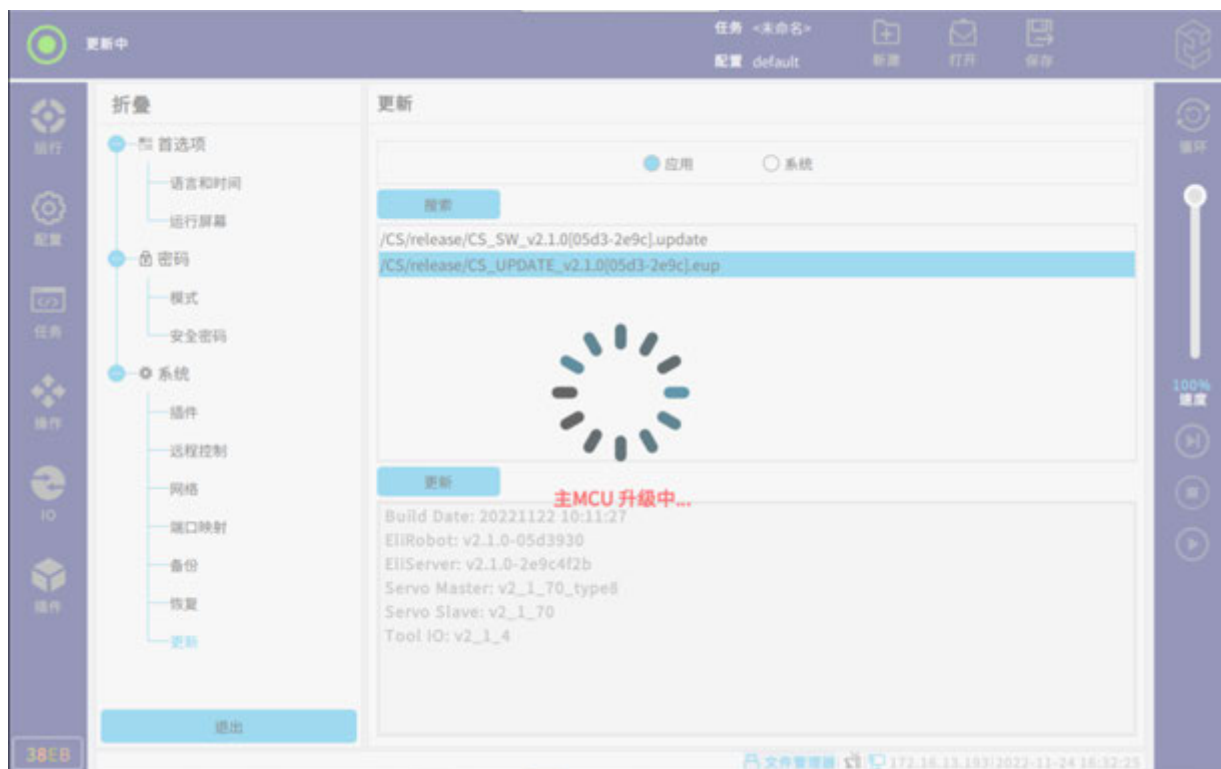 更新中
任务 <未命名>
配置 default
新建
打开
保存
运行
配置
任务
操作
IO
插件
折叠
首选项
语言和时间
运行屏幕
密码
模式
安全密码
系统
插件
远程控制
网络
端口映射
备份
恢复
更新
退出
38EB
更新
应用
系统
搜索
/CS/release/CS_SW_v2.1.0[05d3-2e9c].update
/CS/release/CS_UPDATE_v2.1.0[05d3-2e9c].eup
更新
主MCU 升级中...
Build Date: 20221122 10:11:27
EliRobot: v2.1.0-05d3930
EliServer: v2.1.0-2e9c4f2b
Servo Master: v2_1_70_type8
Servo Slave: v2_1_70
Tool IO: v2_1_4
循环
100%
速度
文件管理器 172.16.13.193|2022-11-24 16:32:25